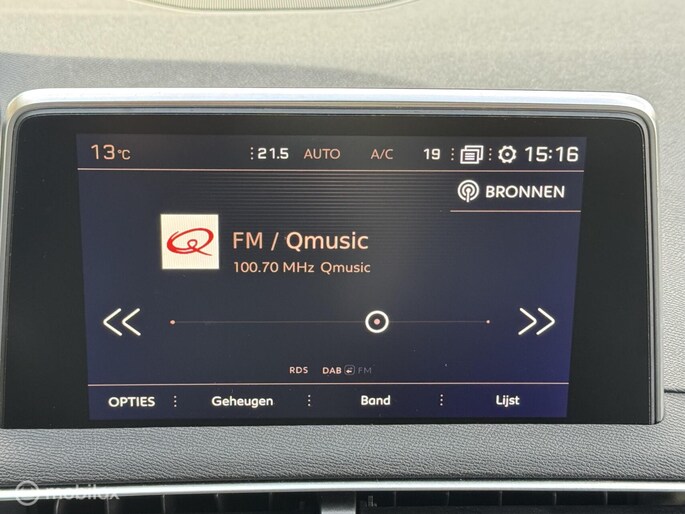 13°C 21.5 AUTO A/C 19 15:16
BRONNEN
FM / Qmusic
100.70 MHz Qmusic
RDS DAB FM
OPTIES Geheugen Band Lijst
mobilox